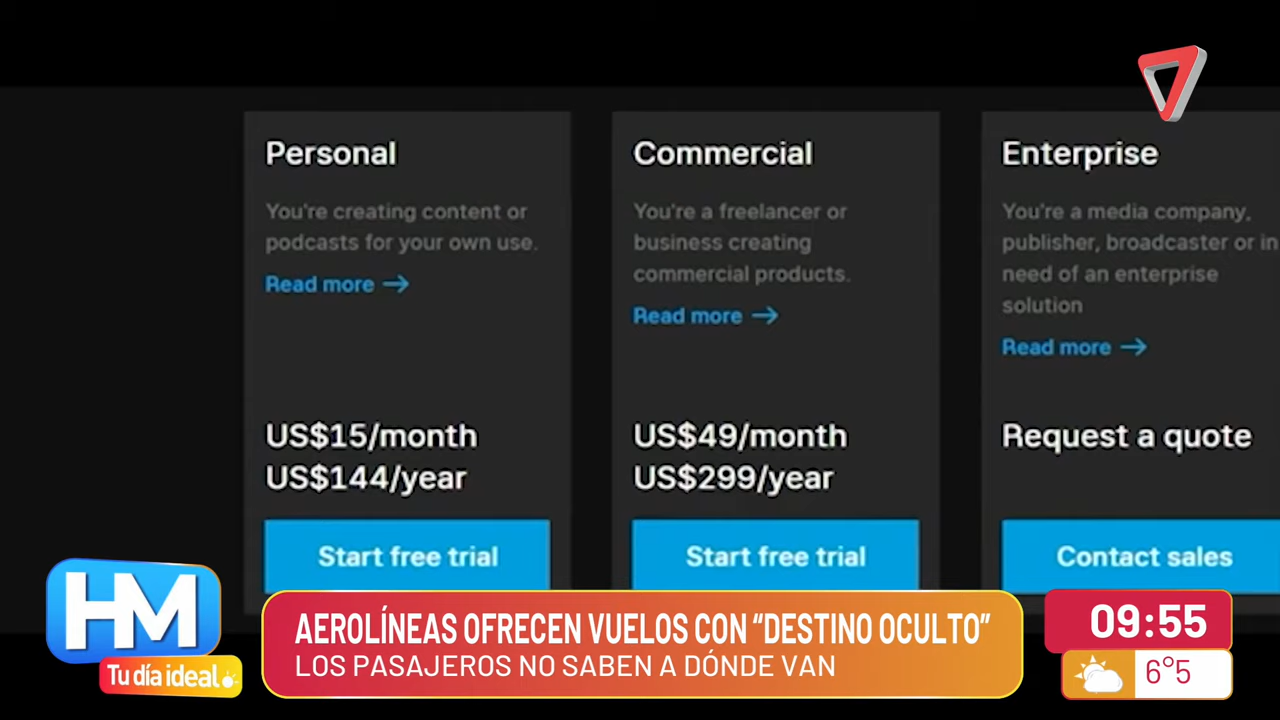 Personal
You're creating content or
podcasts for your own use.
Read more →
US$15/month
US$144/year
Start free trial
Commercial
You're a freelancer or
business creating
commercial products.
Read more →
US$49/month
US$299/year
Start free trial
Enterprise
You're a media company,
publisher, broadcaster or in
need of an enterprise
solution
Read more →
Request a quote
Contact sales
7
HM
Tu día ideal
AEROLÍNEAS OFRECEN VUELOS CON “DESTINO OCULTO”
LOS PASAJEROS NO SABEN A DÓNDE VAN
09:55
6°5